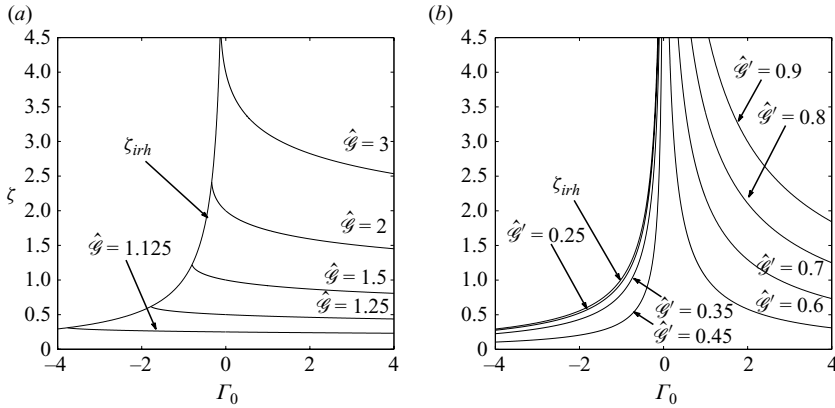 (a)
4.5
4.0
3.5
3.0
2.5
2.0
1.5
1.0
0.5
0
ζ
−4
−2
0
2
4
Γ0
ζirh
𝒢̂ = 3
𝒢̂ = 2
𝒢̂ = 1.5
𝒢̂ = 1.25
𝒢̂ = 1.125
(b)
4.5
4.0
3.5
3.0
2.5
2.0
1.5
1.0
0.5
0
−4
−2
0
2
4
Γ0
𝒢̂′ = 0.9
𝒢̂′ = 0.8
𝒢̂′ = 0.7
𝒢̂′ = 0.6
ζirh
𝒢̂′ = 0.25
𝒢̂′ = 0.35
𝒢̂′ = 0.45